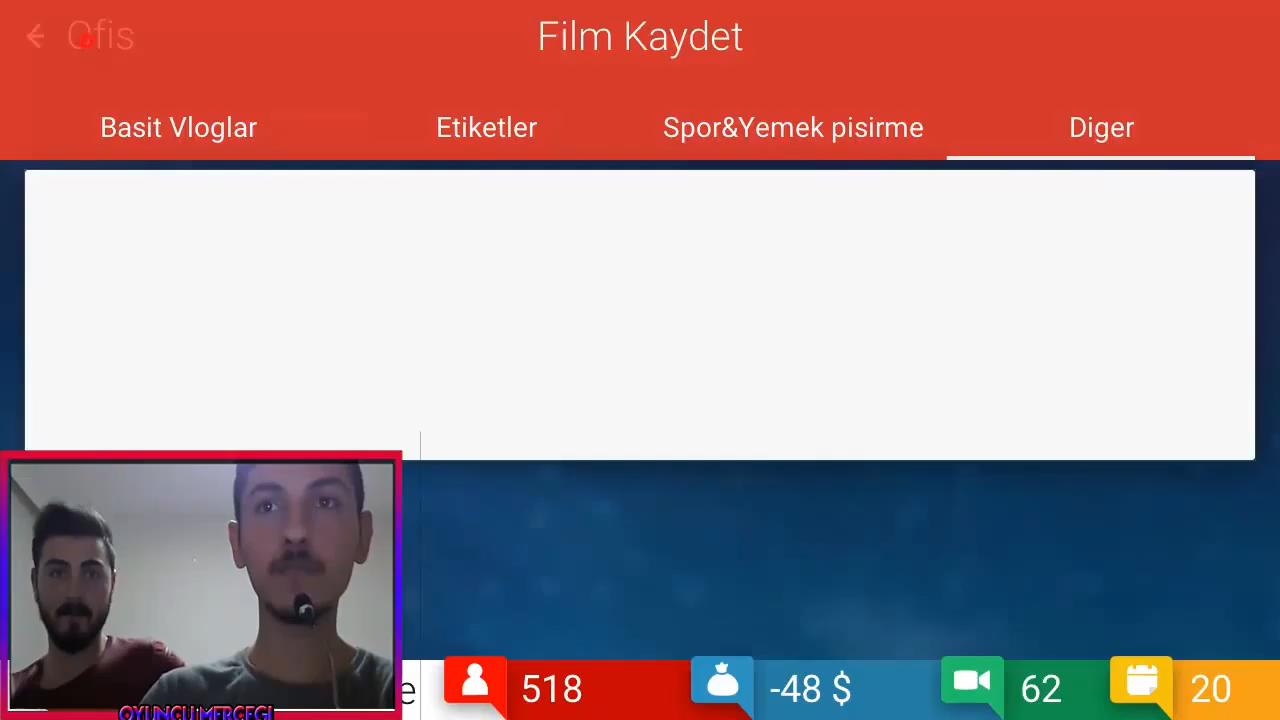 Ofis
Film Kaydet
Basit Vloglar
Etiketler
Spor&Yemek pisirme
Diger
e
518
-48 $
62
20
OYUNCU MERCEGI